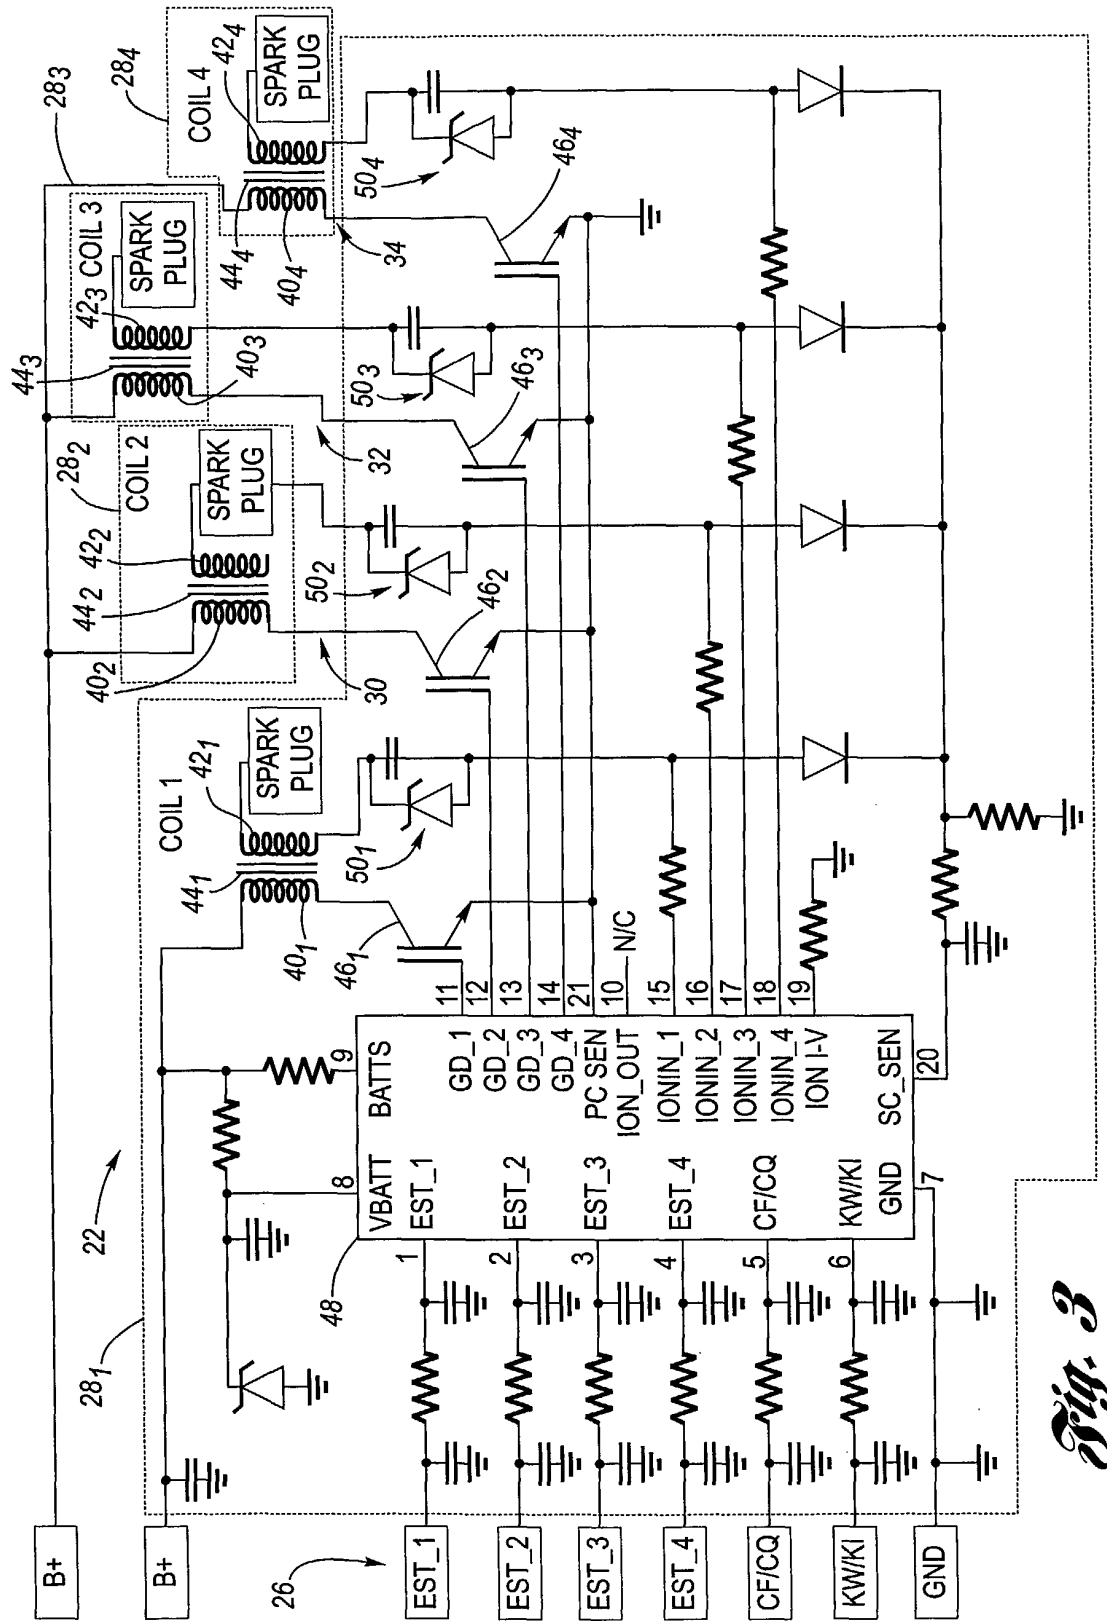 28₃
28₄
COIL 4
42₄
SPARK
PLUG
44₄
40₄
34
50₄
46₄
COIL 3
42₃
SPARK
PLUG
44₃
40₃
32
50₃
46₃
28₂
COIL 2
42₂
SPARK
PLUG
44₂
40₂
30
50₂
46₂
COIL 1
42₁
SPARK
PLUG
44₁
40₁
50₁
46₁
22
28₁
48
26
B+
B+
EST_1
EST_2
EST_3
EST_4
CF/CQ
KW/KI
GND
1
2
3
4
5
6
7
8
9
VBATT
BATTS
EST_1
EST_2
EST_3
EST_4
CF/CQ
KW/KI
GND
GD_1
GD_2
GD_3
GD_4
PC SEN
ION_OUT
IONIN_1
IONIN_2
IONIN_3
IONIN_4
ION I-V
SC_SEN
11
12
13
14
21
10
N/C
15
16
17
18
19
20
Fig. 3